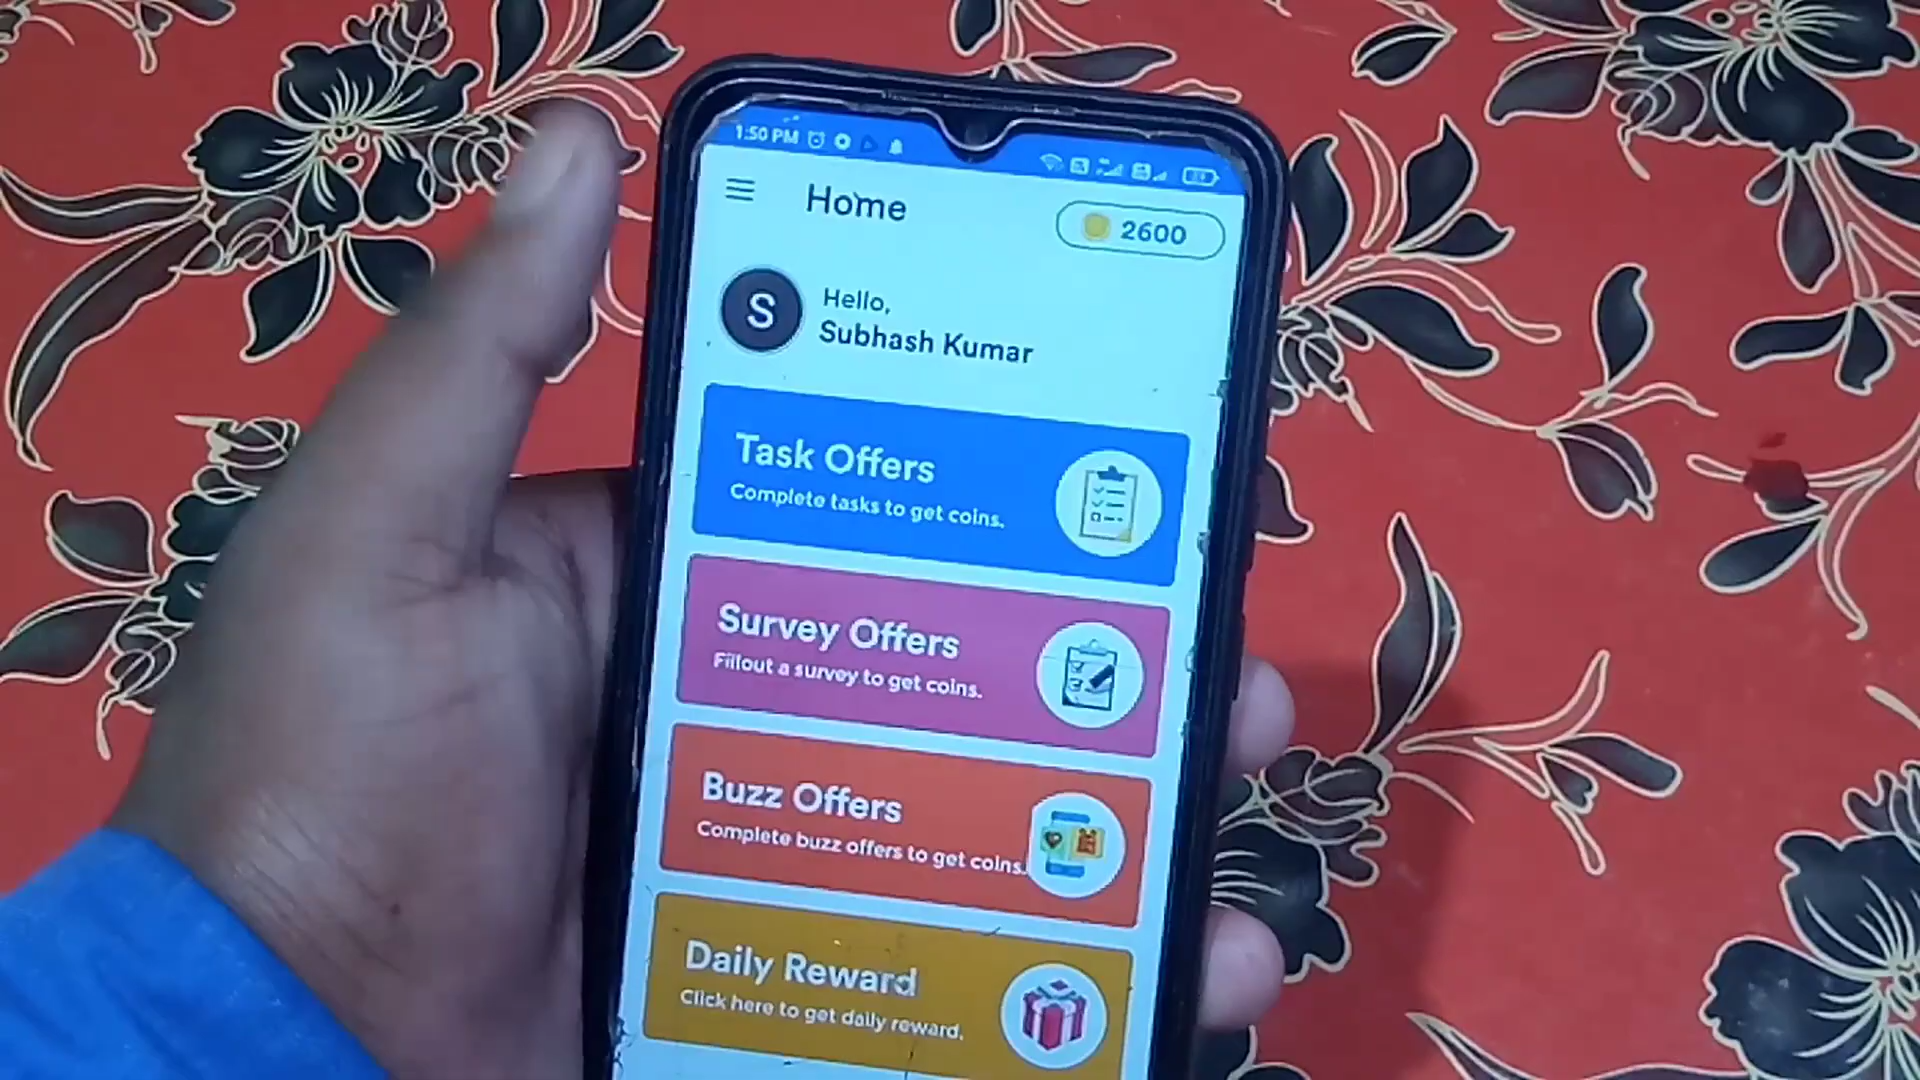 1:50 PM
Home
2600
S
Hello,
Subhash Kumar
Task Offers
Complete tasks to get coins.
Survey Offers
Fillout a survey to get coins.
Buzz Offers
Complete buzz offers to get coins.
Daily Reward
Click here to get daily reward.